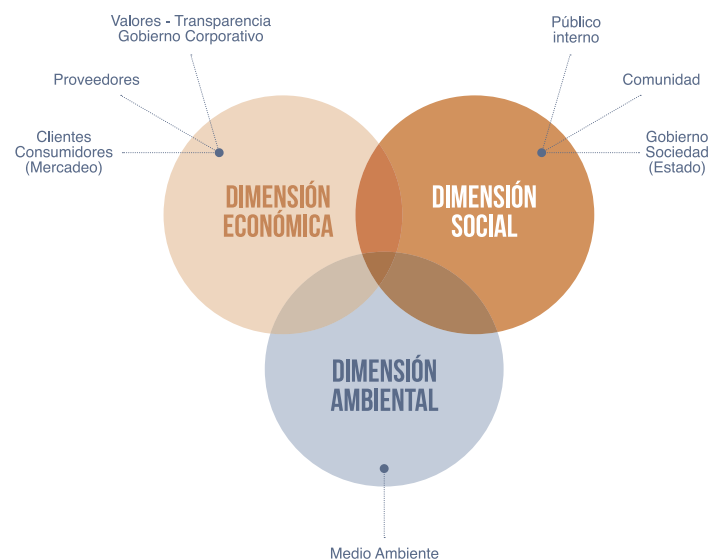 Valores - Transparencia
Gobierno Corporativo
Proveedores
Clientes
Consumidores
(Mercadeo)
Público
interno
Comunidad
Gobierno
Sociedad
(Estado)
DIMENSIÓN
ECONÓMICA
DIMENSIÓN
SOCIAL
DIMENSIÓN
AMBIENTAL
Medio Ambiente